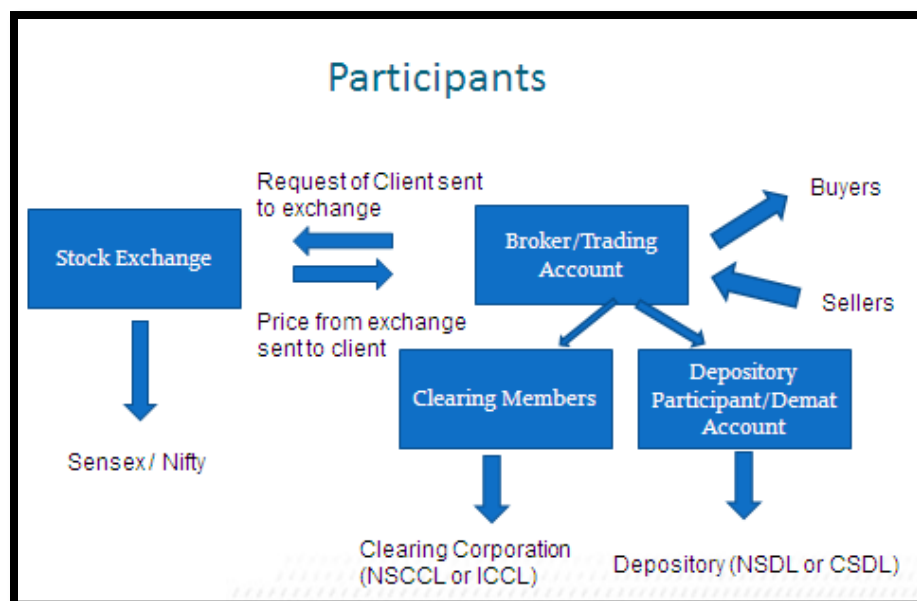 Participants
Request of Client sent
to exchange
Buyers
Stock Exchange
Broker/Trading
Account
Sellers
Price from exchange
sent to client
Clearing Members
Depository
Participant/Demat
Account
Sensex / Nifty
Clearing Corporation
(NSCCL or ICCL)
Depository (NSDL or CSDL)